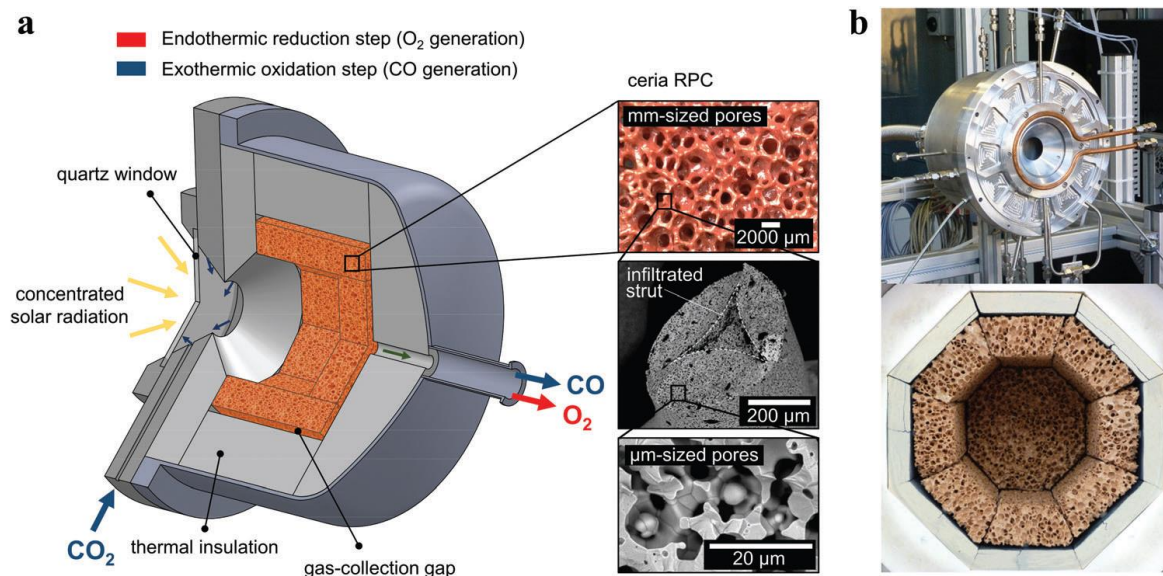 a
Endothermic reduction step (O₂ generation)
Exothermic oxidation step (CO generation)
quartz window
concentrated
solar radiation
CO₂
thermal insulation
gas-collection gap
CO
O₂
ceria RPC
mm-sized pores
2000 µm
infiltrated
strut
200 µm
µm-sized pores
20 µm
b